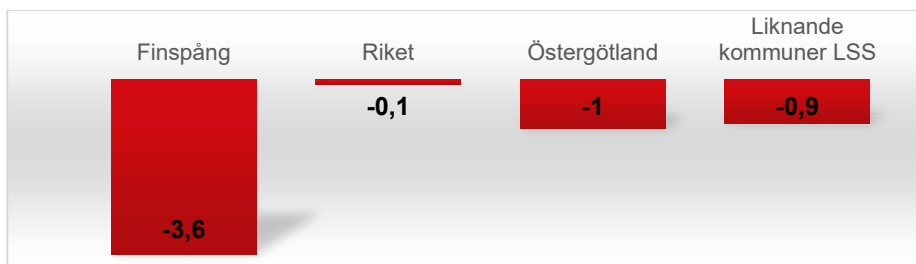 Finspång
Riket
Östergötland
Liknande
kommuner LSS
-3,6
-0,1
-1
-0,9